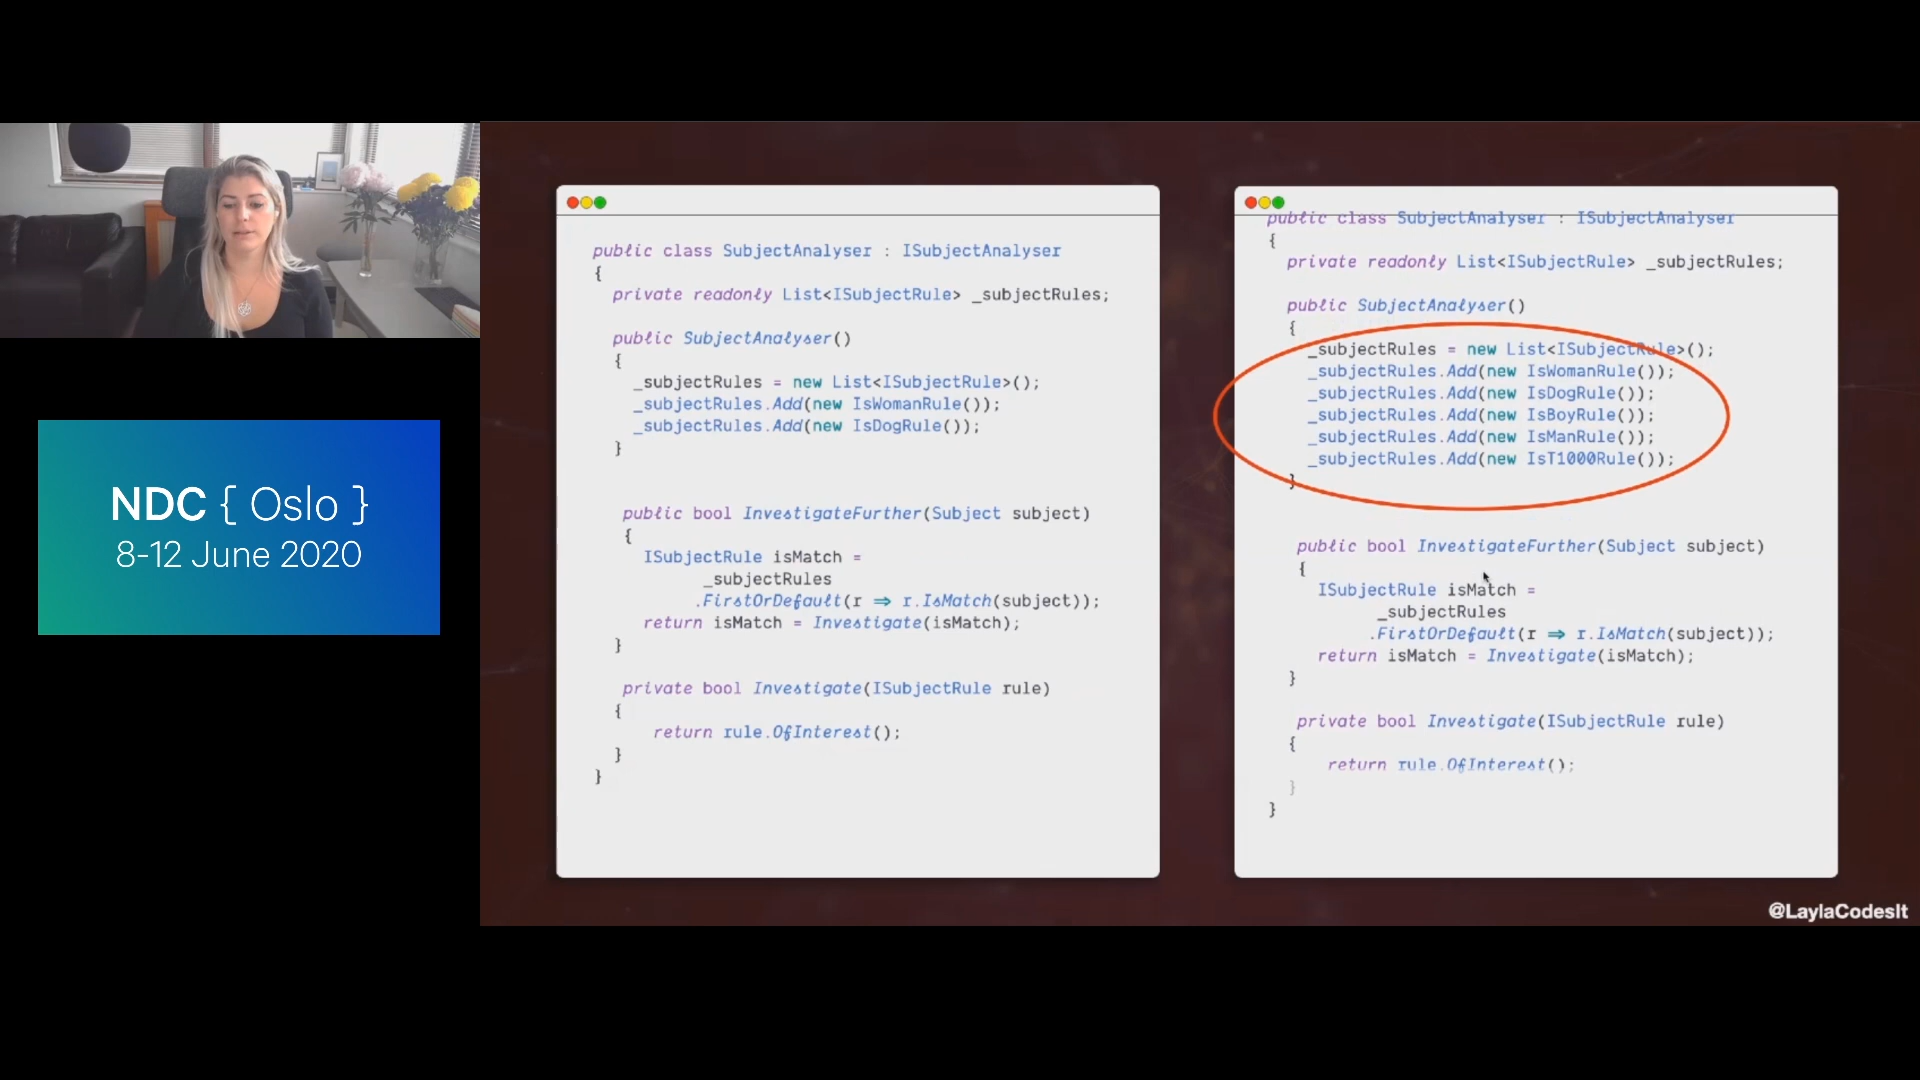 NDC { Oslo }
8-12 June 2020
public class SubjectAnalyser : ISubjectAnalyser
{
private readonly List<ISubjectRule> _subjectRules;
public SubjectAnalyser()
{
_subjectRules = new List<ISubjectRule>();
_subjectRules.Add(new IsWomanRule());
_subjectRules.Add(new IsDogRule());
}
public bool InvestigateFurther(Subject subject)
{
ISubjectRule isMatch =
_subjectRules
.FirstOrDefault(r => r.IsMatch(subject));
return isMatch = Investigate(isMatch);
}
private bool Investigate(ISubjectRule rule)
{
return rule.OfInterest();
}
}
public class SubjectAnalyser : ISubjectAnalyser
{
private readonly List<ISubjectRule> _subjectRules;
public SubjectAnalyser()
{
_subjectRules = new List<ISubjectRule>();
_subjectRules.Add(new IsWomanRule());
_subjectRules.Add(new IsDogRule());
_subjectRules.Add(new IsBoyRule());
_subjectRules.Add(new IsManRule());
_subjectRules.Add(new IsT1000Rule());
}
public bool InvestigateFurther(Subject subject)
{
ISubjectRule isMatch =
_subjectRules
.FirstOrDefault(r => r.IsMatch(subject));
return isMatch = Investigate(isMatch);
}
private bool Investigate(ISubjectRule rule)
{
return rule.OfInterest();
}
}
@LaylaCodesIt